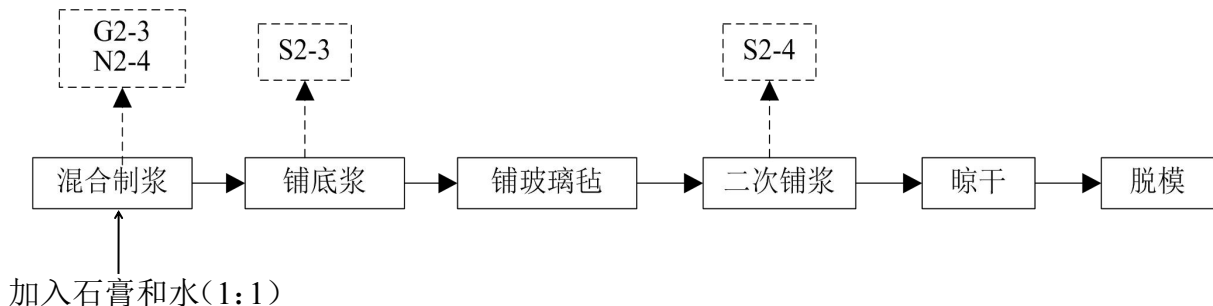 G2-3
N2-4
S2-3
S2-4
混合制浆
铺底浆
铺玻璃毡
二次铺浆
晾干
脱模
加入石膏和水(1:1)